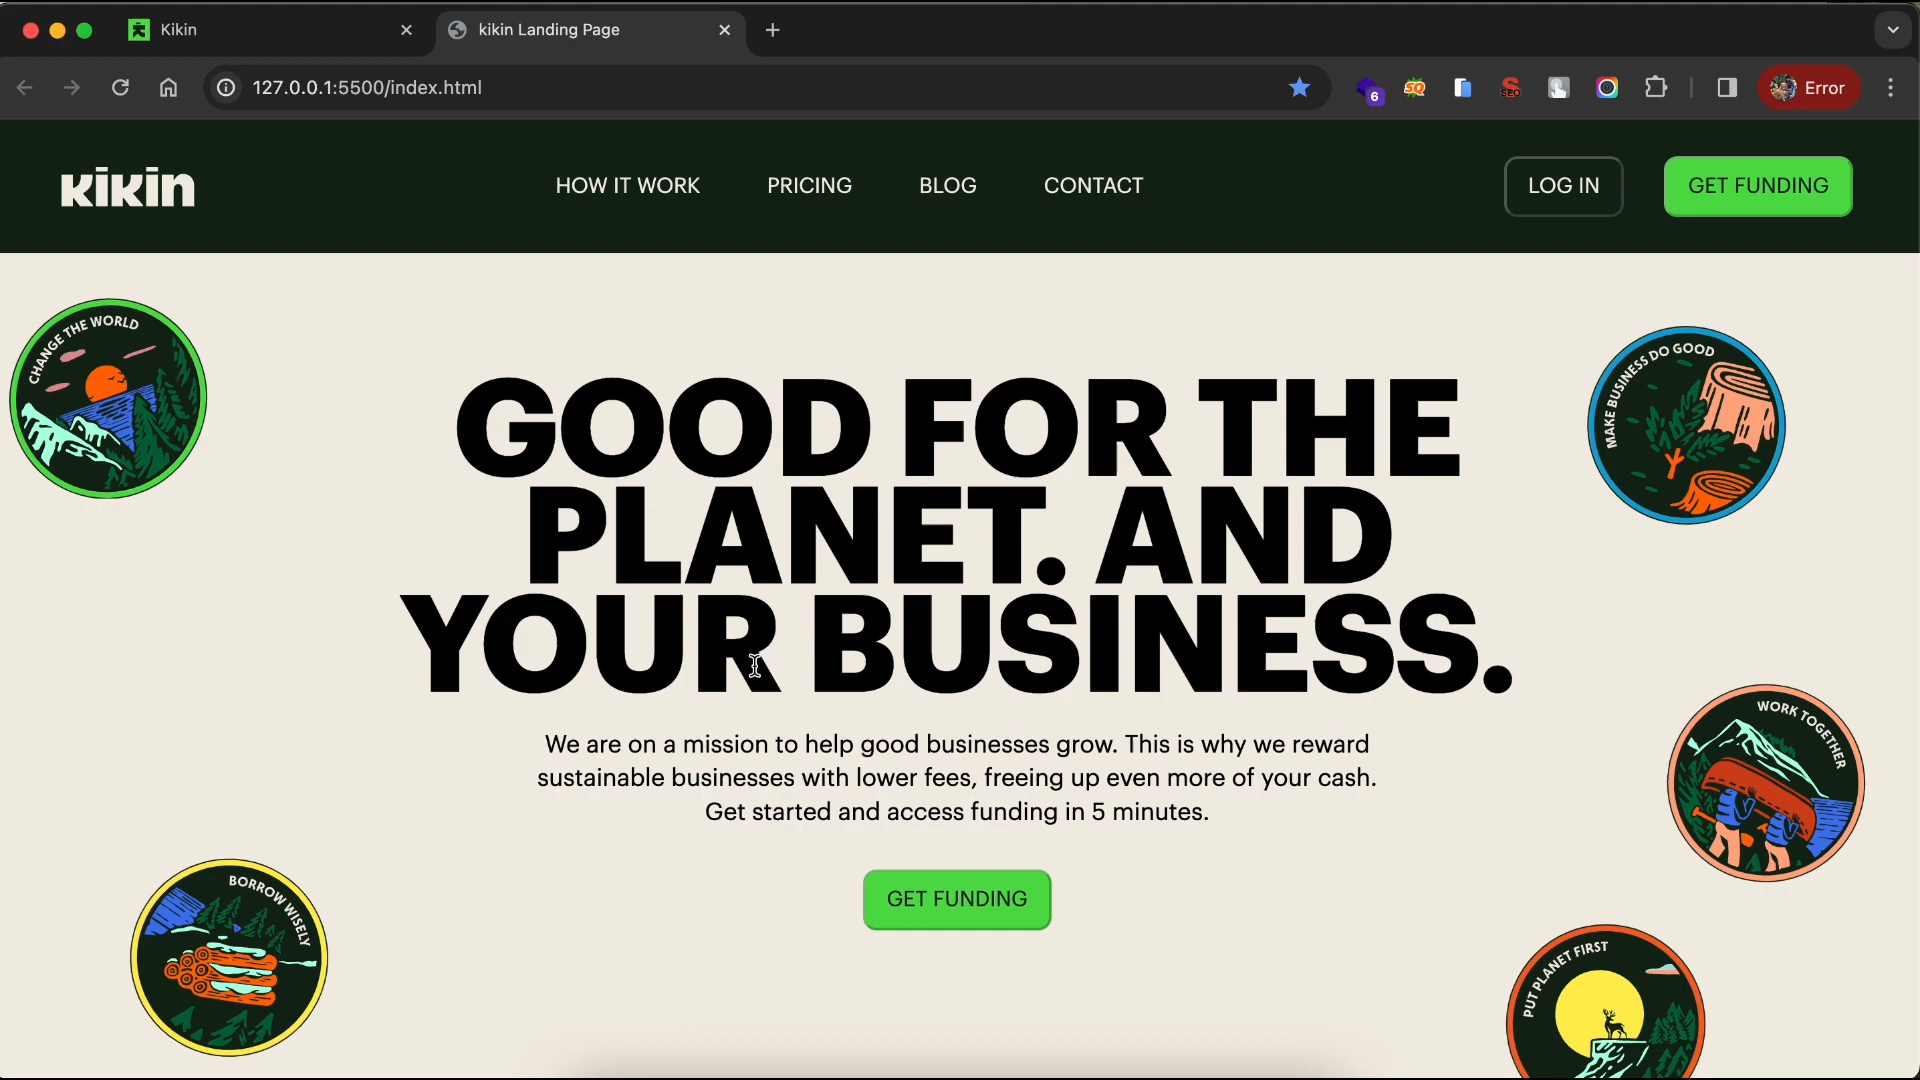 Kikin
kikin Landing Page
127.0.0.1:5500/index.html
6
SQ
SEO
Error
kikin
HOW IT WORK
PRICING
BLOG
CONTACT
LOG IN
GET FUNDING
CHANGE THE WORLD
MAKE BUSINESS DO GOOD
GOOD FOR THE
PLANET. AND
YOUR BUSINESS.
We are on a mission to help good businesses grow. This is why we reward
sustainable businesses with lower fees, freeing up even more of your cash.
Get started and access funding in 5 minutes.
WORK TOGETHER
GET FUNDING
BORROW WISELY
PUT PLANET FIRST